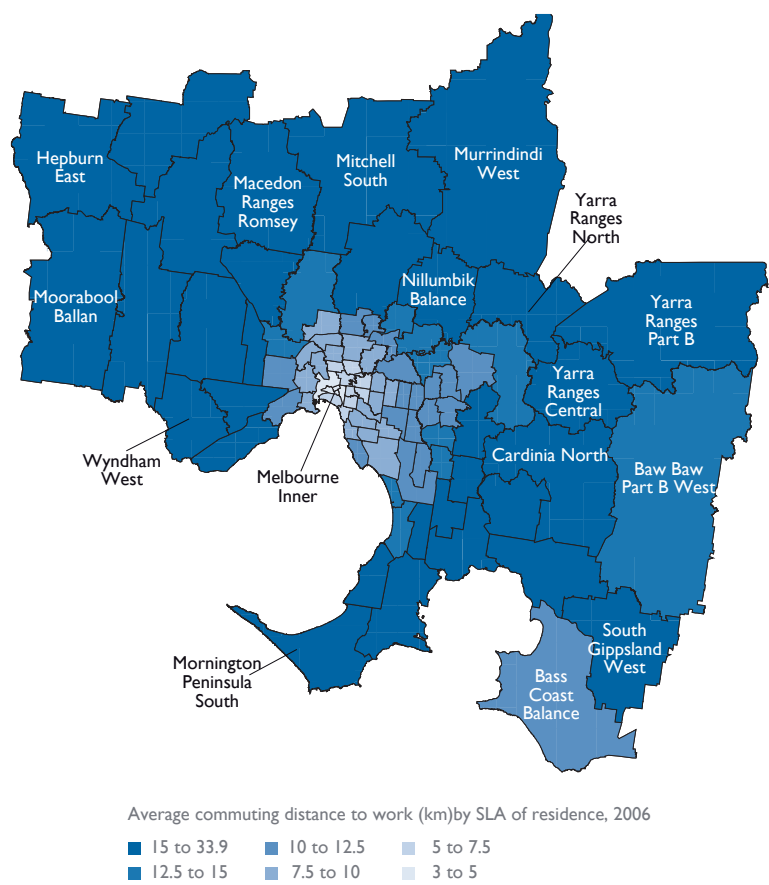 Hepburn
East
Macedon
Ranges
Romsey
Mitchell
South
Murrindindi
West
Yarra
Ranges
North
Moorabool
Ballan
Nillumbik
Balance
Yarra
Ranges
Part B
Yarra
Ranges
Central
Wyndham
West
Melbourne
Inner
Cardinia North
Baw Baw
Part B West
Mornington
Peninsula
South
South
Gippsland
West
Bass
Coast
Balance
Average commuting distance to work (km)by SLA of residence, 2006
15 to 33.9 10 to 12.5 5 to 7.5
12.5 to 15 7.5 to 10 3 to 5